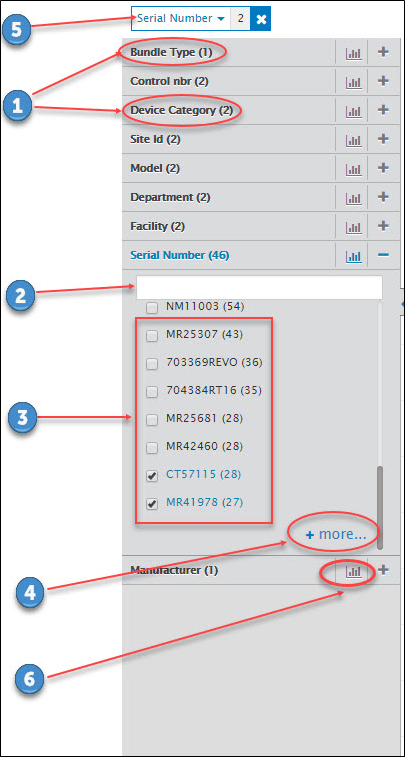 5
Serial Number 2
Bundle Type (1)
Control nbr (2)
1
Device Category (2)
Site Id (2)
Model (2)
Department (2)
Facility (2)
Serial Number (46)
2
NM11003 (54)
MR25307 (43)
703369REVO (36)
704384RT16 (35)
3
MR25681 (28)
MR42460 (28)
CT57115 (28)
MR41978 (27)
+ more...
Manufacturer (1)
4
6